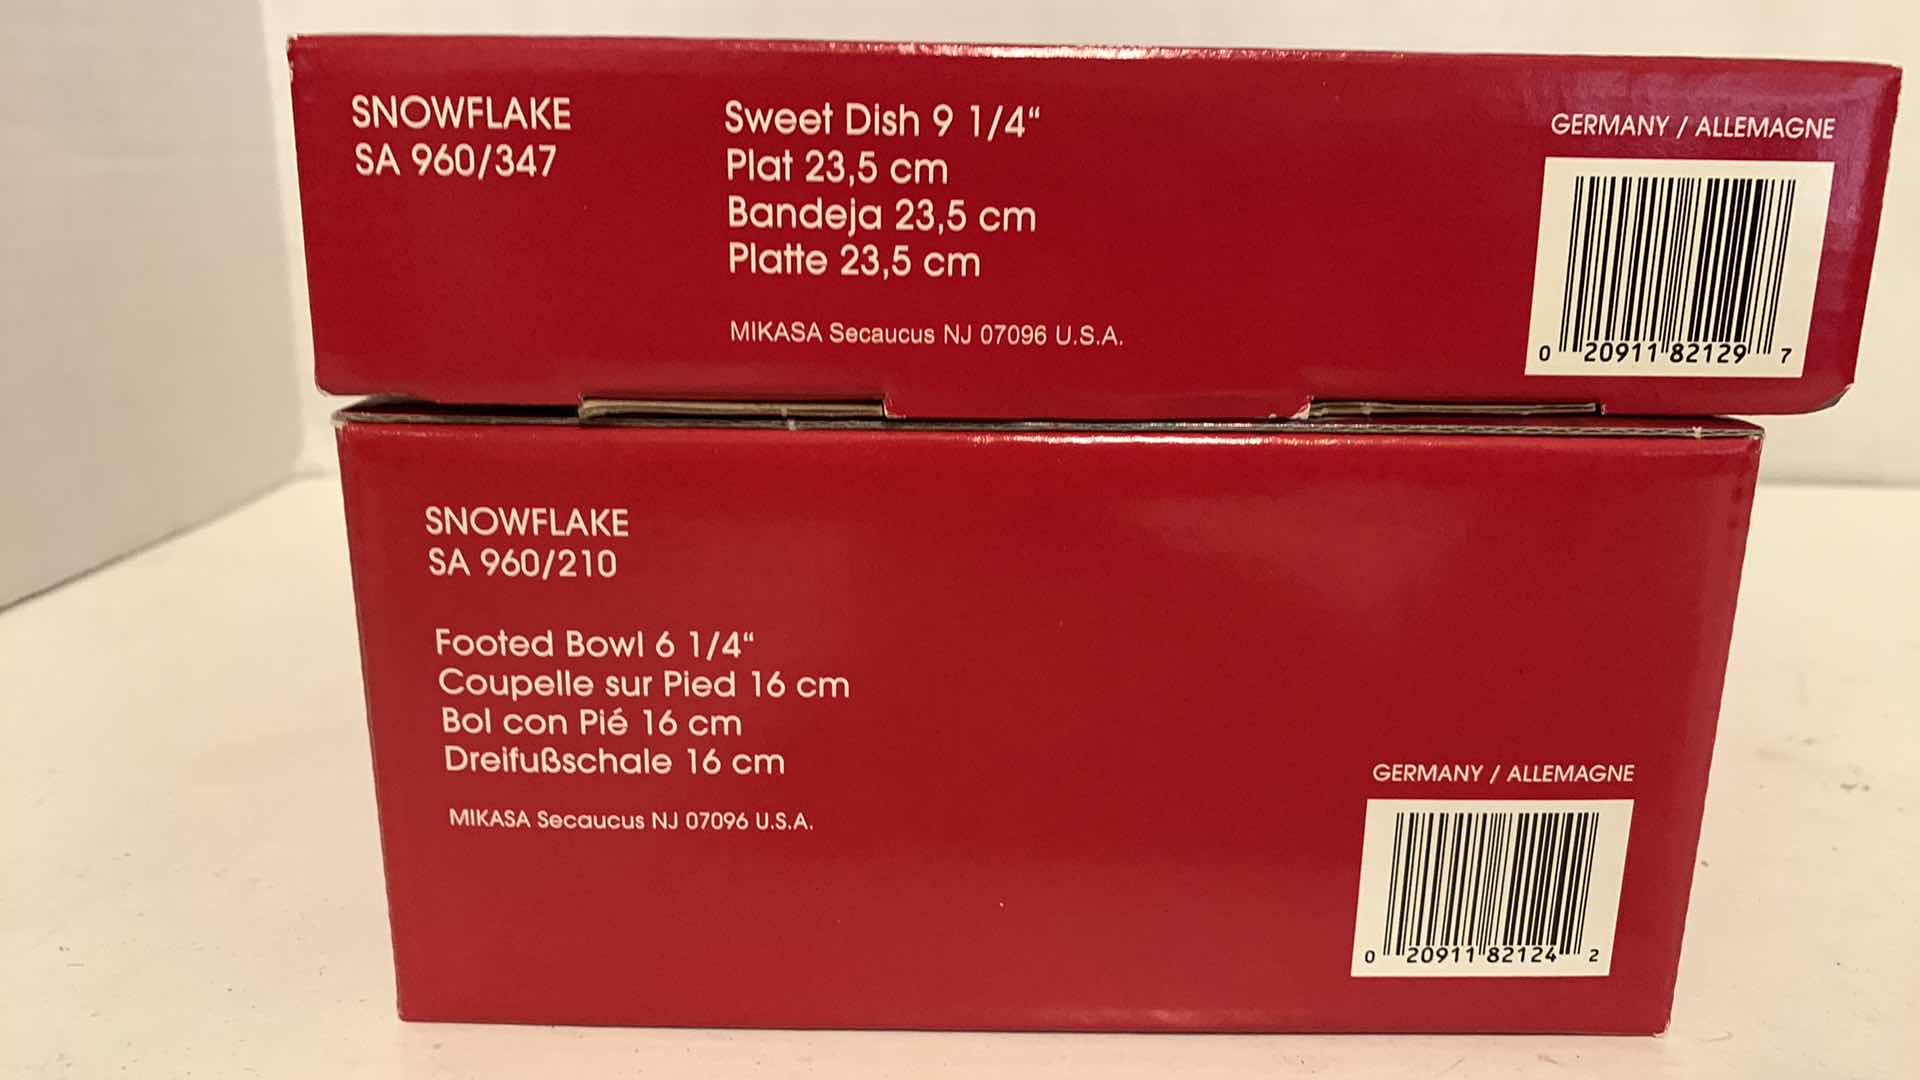 SNOWFLAKE
SA 960/347
Sweet Dish 9 1/4“
Plat 23,5 cm
Bandeja 23,5 cm
Platte 23,5 cm
MIKASA Secaucus NJ 07096 U.S.A.
GERMANY / ALLEMAGNE
0 20911 82129 7
SNOWFLAKE
SA 960/210
Footed Bowl 6 1/4“
Coupelle sur Pied 16 cm
Bol con Pié 16 cm
Dreifußschale 16 cm
MIKASA Secaucus NJ 07096 U.S.A.
GERMANY / ALLEMAGNE
0 20911 82124 2